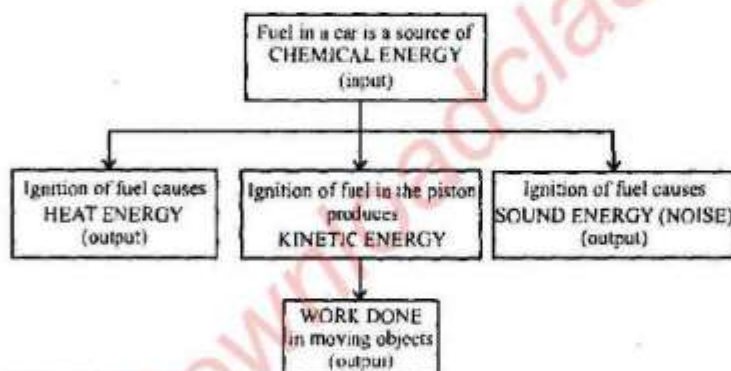 Fuel in a car is a source of
CHEMICAL ENERGY
(input)
Ignition of fuel causes
HEAT ENERGY
(output)
Ignition of fuel in the piston
produces
KINETIC ENERGY
Ignition of fuel causes
SOUND ENERGY (NOISE)
(output)
WORK DONE
in moving objects
(output)